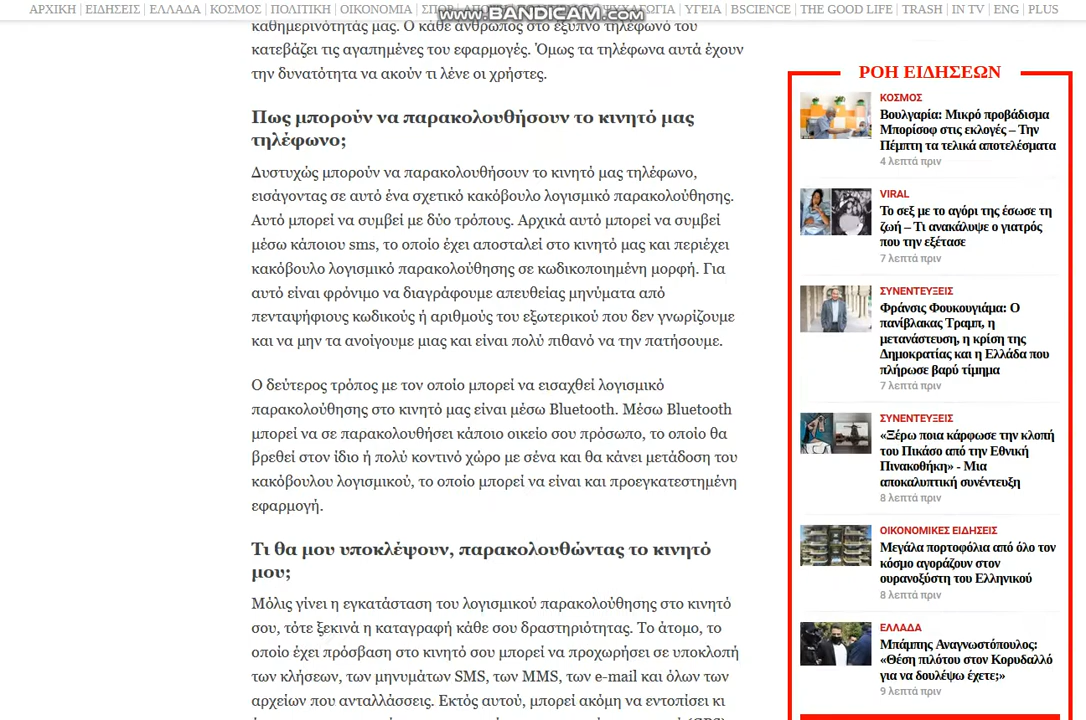 ΑΡΧΙΚΗ | ΕΙΔΗΣΕΙΣ | ΕΛΛΑΔΑ | ΚΟΣΜΟΣ | ΠΟΛΙΤΙΚΗ | ΟΙΚΟΝΟΜΙΑ | ΣΠΟΡ | ΥΓΕΙΑ | BSCIENCE | THE GOOD LIFE | TRASH | IN TV | ENG | PLUS
www.BANDICAM.com
καθημερινότητάς μας. Ο κάθε άνθρωπος στο έξυπνο τηλέφωνό του
κατεβάζει τις αγαπημένες του εφαρμογές. Όμως τα τηλέφωνα αυτά έχουν
την δυνατότητα να ακούν τι λένε οι χρήστες.
Πως μπορούν να παρακολουθήσουν το κινητό μας
τηλέφωνο;
Δυστυχώς μπορούν να παρακολουθήσουν το κινητό μας τηλέφωνο,
εισάγοντας σε αυτό ένα σχετικό κακόβουλο λογισμικό παρακολούθησης.
Αυτό μπορεί να συμβεί με δύο τρόπους. Αρχικά αυτό μπορεί να συμβεί
μέσω κάποιου sms, το οποίο έχει αποσταλεί στο κινητό μας και περιέχει
κακόβουλο λογισμικό παρακολούθησης σε κωδικοποιημένη μορφή. Για
αυτό είναι φρόνιμο να διαγράφουμε απευθείας μηνύματα από
πενταψήφιους κωδικούς ή αριθμούς του εξωτερικού που δεν γνωρίζουμε
και να μην τα ανοίγουμε μιας και είναι πολύ πιθανό να την πατήσουμε.
Ο δεύτερος τρόπος με τον οποίο μπορεί να εισαχθεί λογισμικό
παρακολούθησης στο κινητό μας είναι μέσω Bluetooth. Μέσω Bluetooth
μπορεί να σε παρακολουθήσει κάποιο οικείο σου πρόσωπο, το οποίο θα
βρεθεί στον ίδιο ή πολύ κοντινό χώρο με σένα και θα κάνει μετάδοση του
κακόβουλου λογισμικού, το οποίο μπορεί να είναι και προεγκατεστημένη
εφαρμογή.
Τι θα μου υποκλέψουν, παρακολουθώντας το κινητό
μου;
Μόλις γίνει η εγκατάσταση του λογισμικού παρακολούθησης στο κινητό
σου, τότε ξεκινά η καταγραφή κάθε σου δραστηριότητας. Το άτομο, το
οποίο έχει πρόσβαση στο κινητό σου μπορεί να προχωρήσει σε υποκλοπή
των κλήσεων, των μηνυμάτων SMS, των MMS, των e-mail και όλων των
αρχείων που ανταλλάσσεις. Εκτός αυτού, μπορεί ακόμη να εντοπίσει κι
ΡΟΗ ΕΙΔΗΣΕΩΝ
ΚΟΣΜΟΣ
Βουλγαρία: Μικρό προβάδισμα
Μπορίσοφ στις εκλογές – Την
Πέμπτη τα τελικά αποτελέσματα
4 λεπτά πριν
VIRAL
Το σεξ με το αγόρι της έσωσε τη
ζωή – Τι ανακάλυψε ο γιατρός
που την εξέτασε
7 λεπτά πριν
ΣΥΝΕΝΤΕΥΞΕΙΣ
Φράνσις Φουκουγιάμα: Ο
πανίβλακας Τραμπ, η
μετανάστευση, η κρίση της
Δημοκρατίας και η Ελλάδα που
πλήρωσε βαρύ τίμημα
7 λεπτά πριν
ΣΥΝΕΝΤΕΥΞΕΙΣ
«Ξέρω ποια κάρφωσε την κλοπή
του Πικάσο από την Εθνική
Πινακοθήκη» - Μια
αποκαλυπτική συνέντευξη
8 λεπτά πριν
ΟΙΚΟΝΟΜΙΚΕΣ ΕΙΔΗΣΕΙΣ
Μεγάλα πορτοφόλια από όλο τον
κόσμο αγοράζουν στον
ουρανοξύστη του Ελληνικού
8 λεπτά πριν
ΕΛΛΑΔΑ
Μπάμπης Αναγνωστόπουλος:
«Θέση πιλότου στον Κορυδαλλό
για να δουλέψω έχετε;»
9 λεπτά πριν